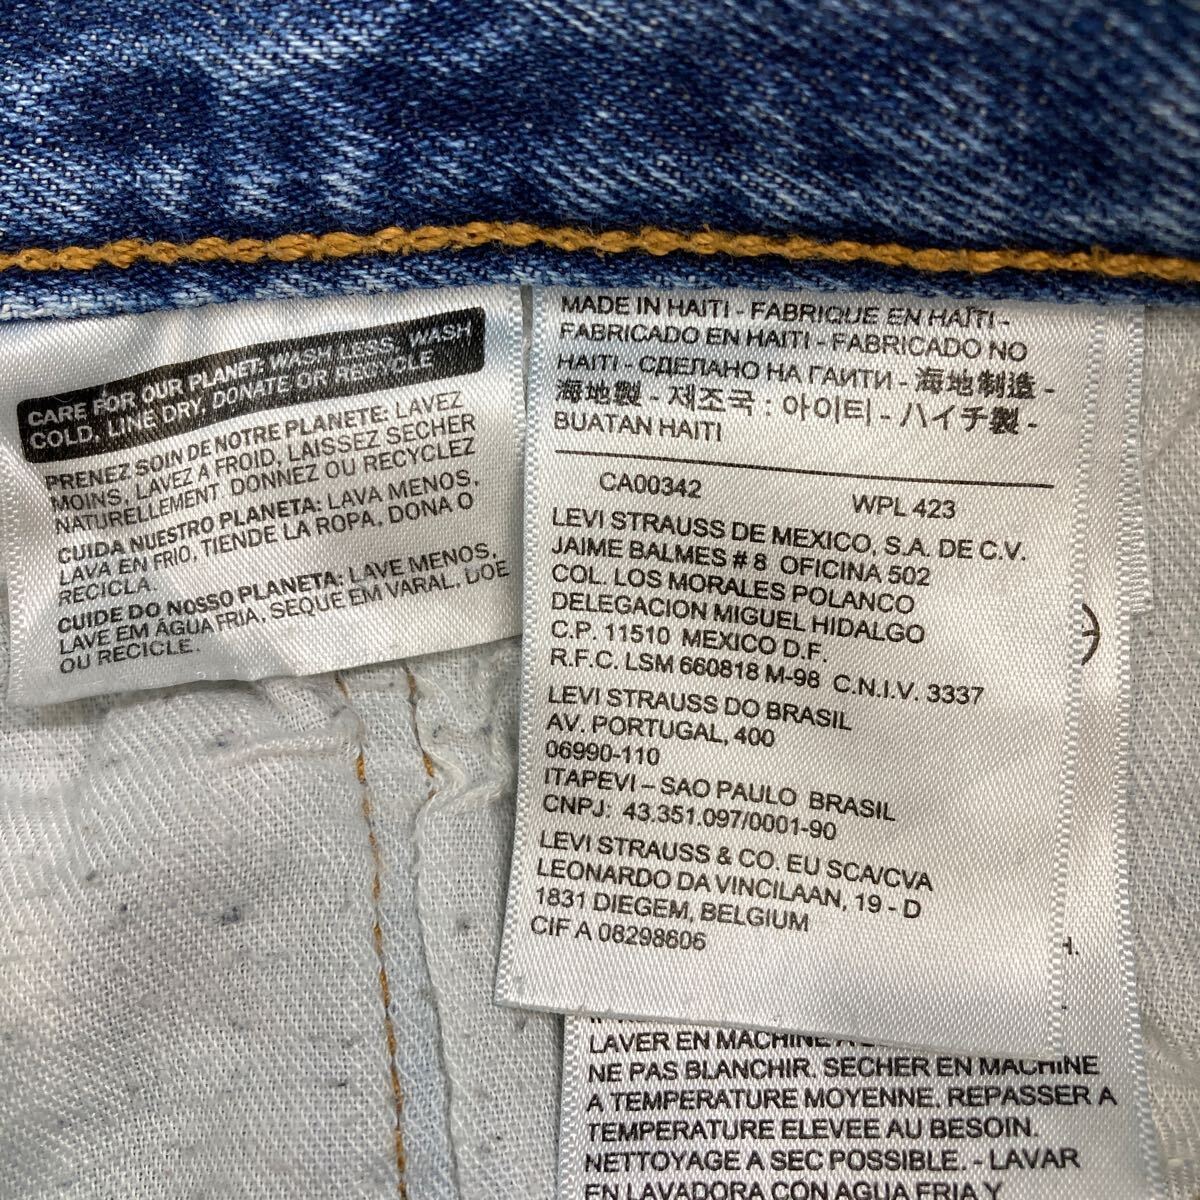 CARE FOR OUR PLANET: WASH LESS, WASH
COLD, LINE DRY, DONATE OR RECYCLE
PRENEZ SOIN DE NOTRE PLANETE: LAVEZ
MOINS, LAVEZ A FROID, LAISSEZ SECHER
NATURELLEMENT DONNEZ OU RECYCLEZ
CUIDA NUESTRO PLANETA: LAVA MENOS,
LAVA EN FRIO, TIENDE LA ROPA, DONA O
RECICLA.
CUIDE DO NOSSO PLANETA: LAVE MENOS,
LAVE EM ÁGUA FRIA, SEQUE EM VARAL, DOE
OU RECICLE.
MADE IN HAITI - FABRIQUE EN HAÏTI -
FABRICADO EN HAITI - FABRICADO NO
HAITI - СДЕЛАНО НА ГАИТИ - 海地制造 -
海地製 - 제조국 : 아이티 - ハイチ製 -
BUATAN HAITI
CA00342 WPL 423
LEVI STRAUSS DE MEXICO, S.A. DE C.V.
JAIME BALMES # 8 OFICINA 502
COL. LOS MORALES POLANCO
DELEGACION MIGUEL HIDALGO
C.P. 11510 MEXICO D.F.
R.F.C. LSM 660818 M-98 C.N.I.V. 3337
LEVI STRAUSS DO BRASIL
AV. PORTUGAL, 400
06990-110
ITAPEVI – SAO PAULO BRASIL
CNPJ: 43.351.097/0001-90
LEVI STRAUSS & CO. EU SCA/CVA
LEONARDO DA VINCILAAN, 19 - D
1831 DIEGEM, BELGIUM
CIF A 08298606
H.
LAVER EN MACHINE A
NE PAS BLANCHIR. SECHER EN MACHINE
A TEMPERATURE MOYENNE. REPASSER A
TEMPERATURE ELEVEE AU BESOIN.
NETTOYAGE A SEC POSSIBLE. - LAVAR
EN LAVADORA CON AGUA FRIA Y